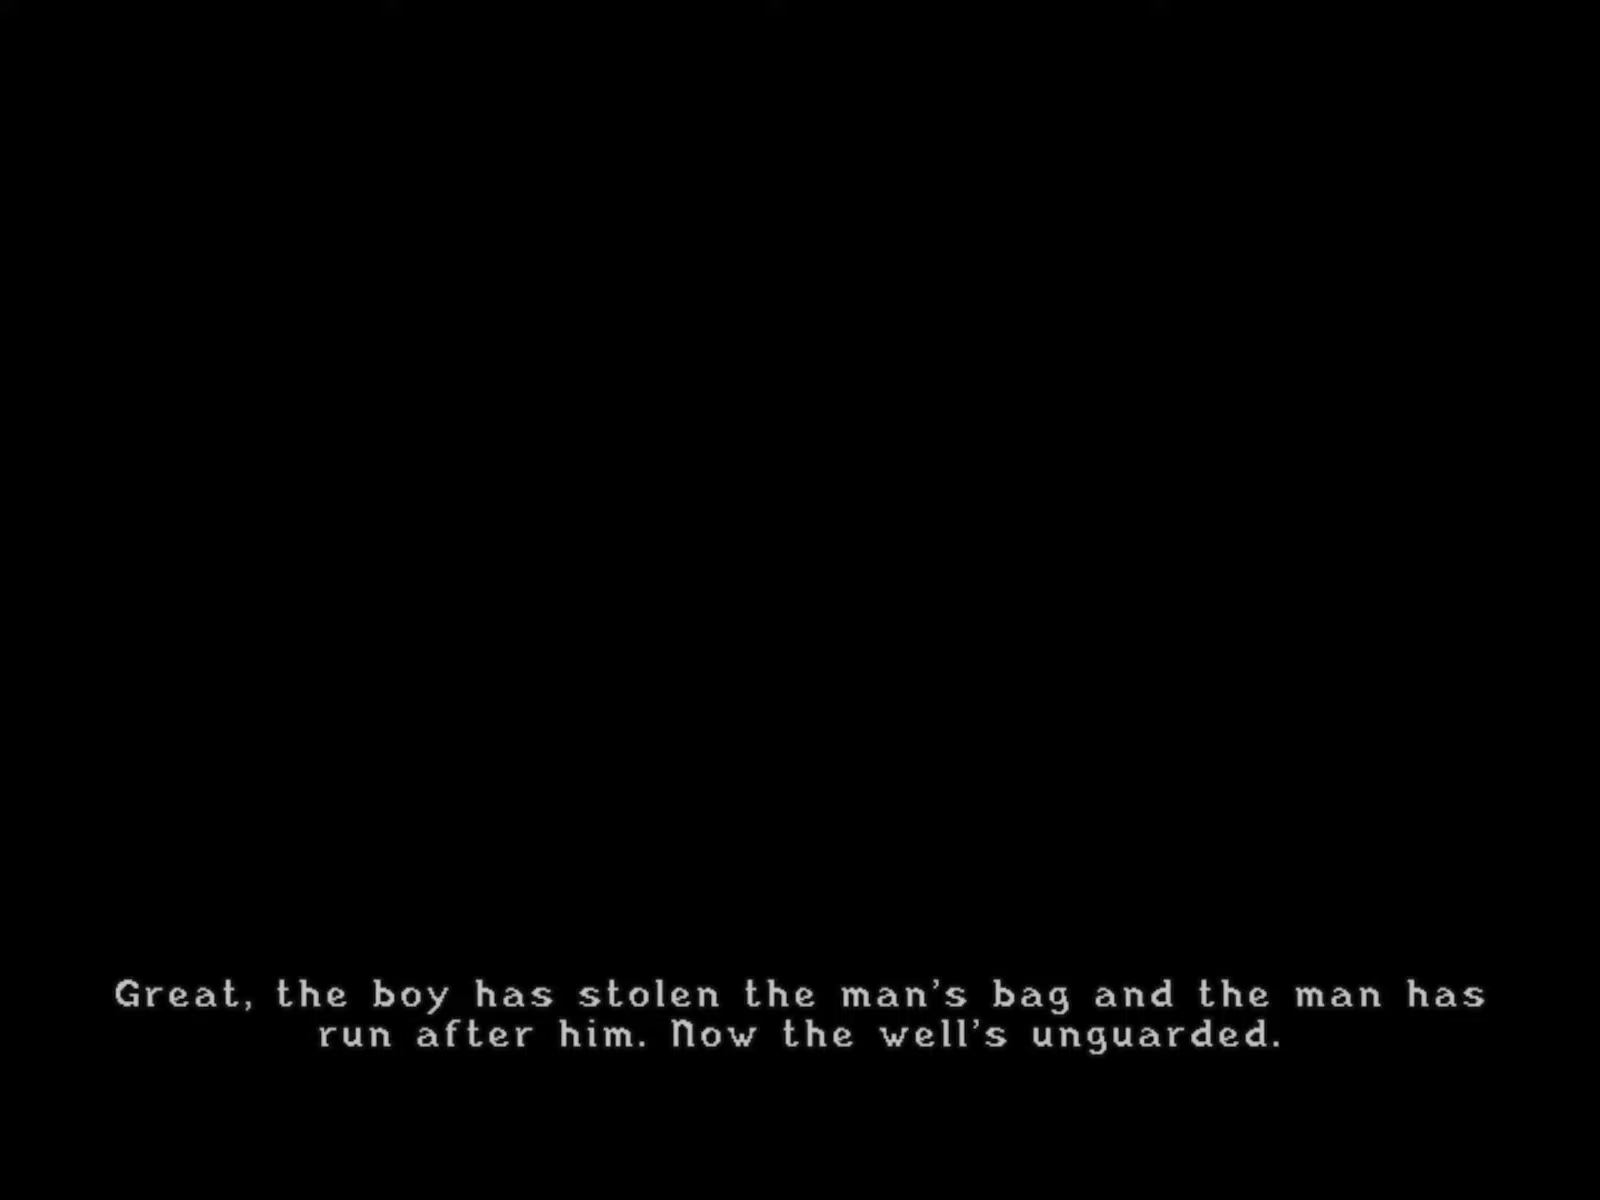 Great, the boy has stolen the man's bag and the man has
run after him. Now the well's unguarded.